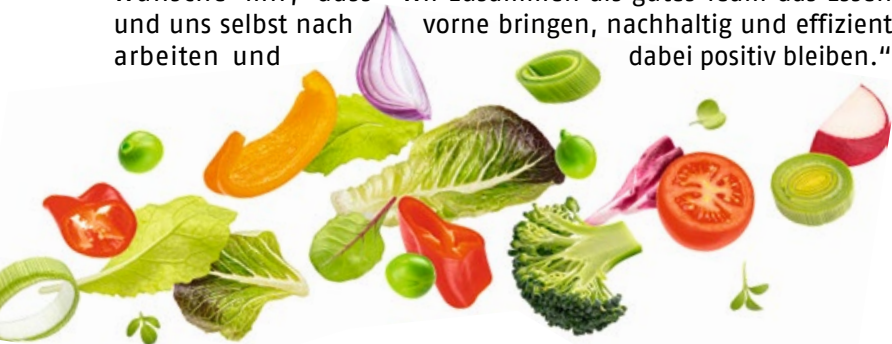 und uns selbst nach vorne bringen, nachhaltig und effizient
arbeiten und dabei positiv bleiben.“